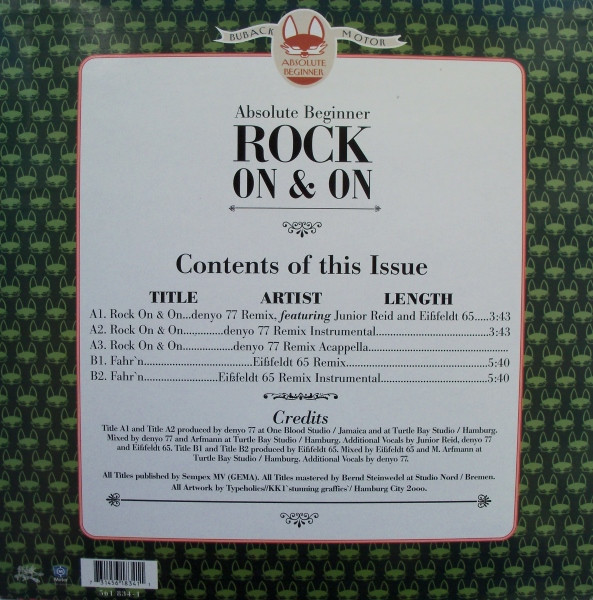 BUBACK MOTOR
ABSOLUTE
BEGINNER
Absolute Beginner
ROCK
ON & ON
Contents of this Issue
TITLE ARTIST LENGTH
A1. Rock On & On...denyo 77 Remix, featuring Junior Reid and Eißfeldt 65.....3:43
A2. Rock On & On.............denyo 77 Remix Instrumental.....................................3:43
A3. Rock On & On..................denyo 77 Remix Acappella.............................................
B1. Fahr`n.......................................Eißfeldt 65 Remix.................................................5:40
B2. Fahr`n...........................Eißfeldt 65 Remix Instrumental...................................5:40
Credits
Title A1 and Title A2 produced by denyo 77 at One Blood Studio / Jamaica and at Turtle Bay Studio / Hamburg.
Mixed by denyo 77 and Arfmann at Turtle Bay Studio / Hamburg. Additional Vocals by Junior Reid, denyo 77
and Eißfeldt 65. Title B1 and Title B2 produced by Eißfeldt 65. Mixed by Eißfeldt 65 and M. Arfmann at
Turtle Bay Studio / Hamburg. Additional Vocals by denyo 77.
All Titles published by Sempex MV (GEMA). All Titles mastered by Bernd Steinwedel at Studio Nord / Bremen.
All Artwork by Typeholics//KK1`stunning graffics`/ Hamburg City 2000.
7 31456 18341 1
561 834-1